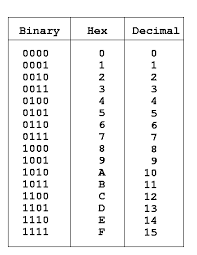 Binary Hex Decimal
0000 0 0
0001 1 1
0010 2 2
0011 3 3
0100 4 4
0101 5 5
0110 6 6
0111 7 7
1000 8 8
1001 9 9
1010 A 10
1011 B 11
1100 C 12
1101 D 13
1110 E 14
1111 F 15